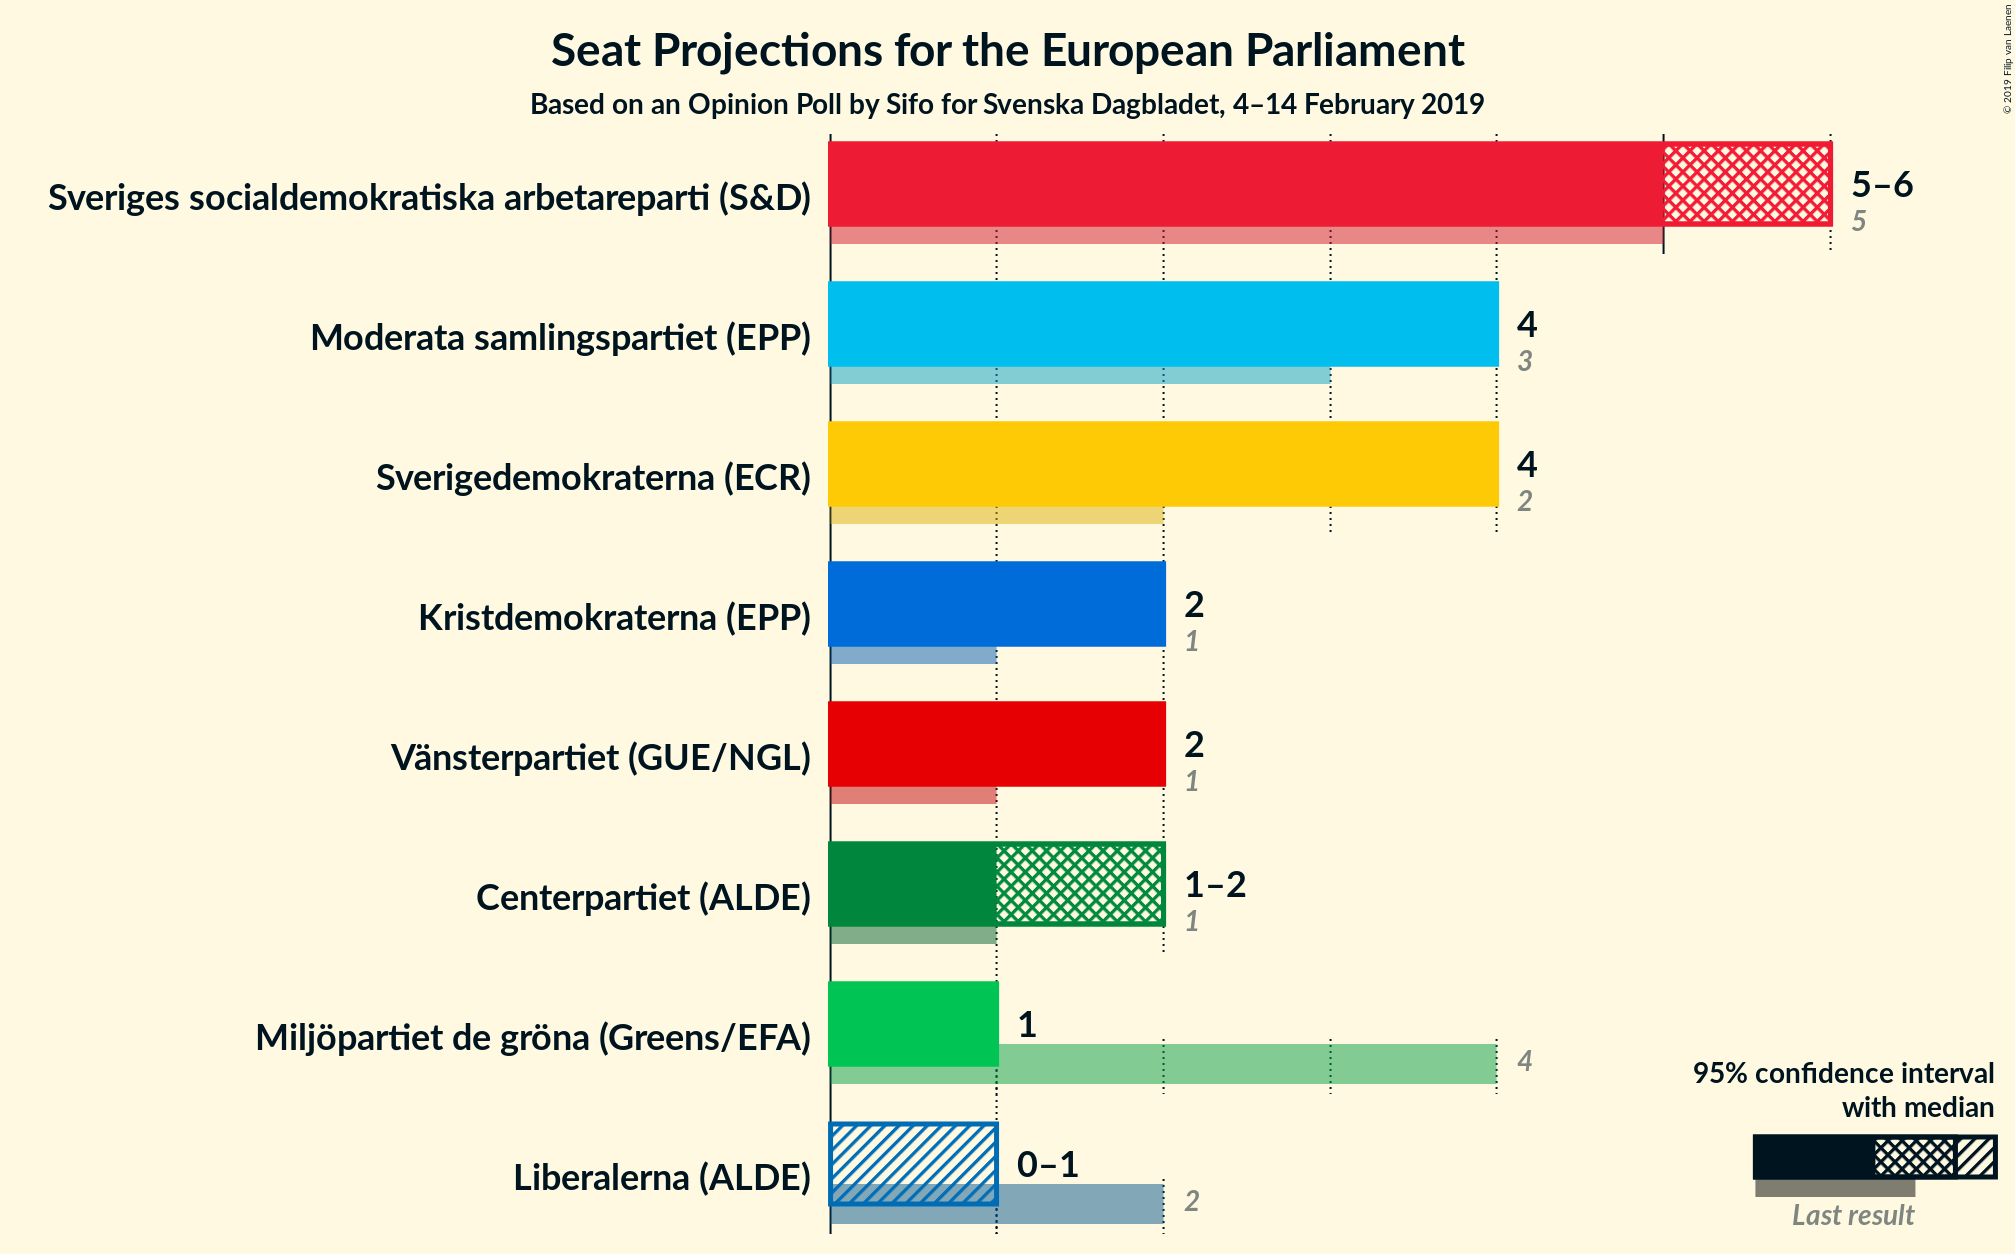 Seat Projections for the European Parliament
Based on an Opinion Poll by Sifo for Svenska Dagbladet, 4–14 February 2019
© 2019 Filip van Laenen
Sveriges socialdemokratiska arbetareparti (S&D)
5–6
5
Moderata samlingspartiet (EPP)
4
3
Sverigedemokraterna (ECR)
4
2
Kristdemokraterna (EPP)
2
1
Vänsterpartiet (GUE/NGL)
2
1
Centerpartiet (ALDE)
1–2
1
Miljöpartiet de gröna (Greens/EFA)
1
4
Liberalerna (ALDE)
0–1
2
95% confidence interval
with median
Last result